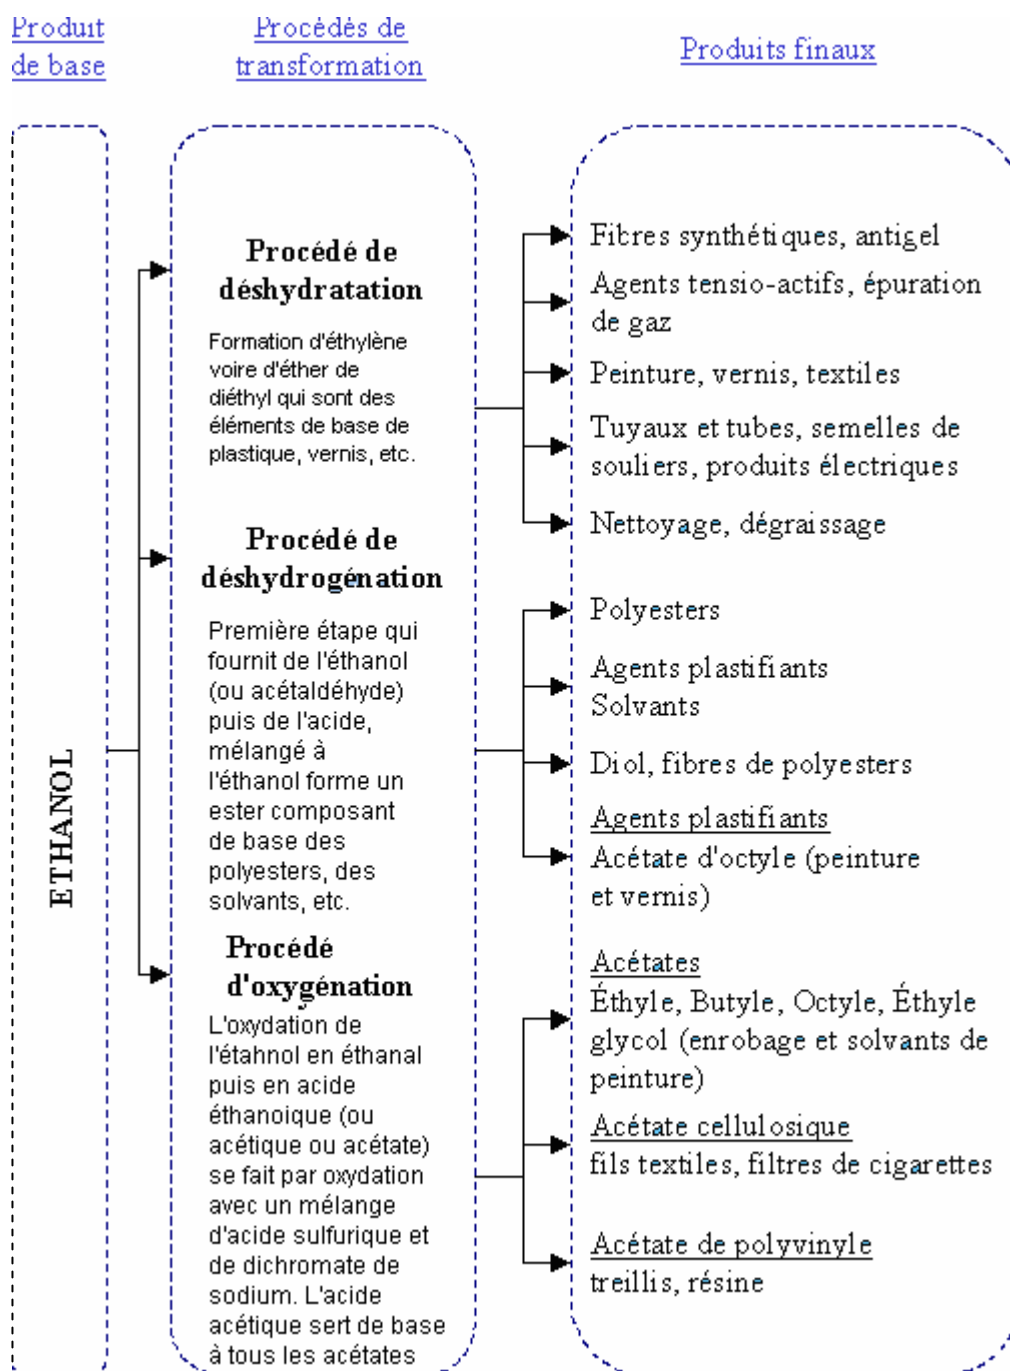 Produit
de base
Procédés de
transformation
Produits finaux
ETHANOL
Procédé de
déshydratation
Formation d'éthylène
voire d'éther de
diéthyl qui sont des
éléments de base de
plastique, vernis, etc.
Procédé de
déshydrogénation
Première étape qui
fournit de l'éthanol
(ou acétaldéhyde)
puis de l'acide,
mélangé à
l'éthanol forme un
ester composant
de base des
polyesters, des
solvants, etc.
Procédé
d'oxygénation
L'oxydation de
l'étahnol en éthanal
puis en acide
éthanoique (ou
acétique ou acétate)
se fait par oxydation
avec un mélange
d'acide sulfurique et
de dichromate de
sodium. L'acide
acétique sert de base
à tous les acétates
Fibres synthétiques, antigel
Agents tensio-actifs, épuration
de gaz
Peinture, vernis, textiles
Tuyaux et tubes, semelles de
souliers, produits électriques
Nettoyage, dégraissage
Polyesters
Agents plastifiants
Solvants
Diol, fibres de polyesters
Agents plastifiants
Acétate d'octyle (peinture
et vernis)
Acétates
Éthyle, Butyle, Octyle, Éthyle
glycol (enrobage et solvants de
peinture)
Acétate cellulosique
fils textiles, filtres de cigarettes
Acétate de polyvinyle
treillis, résine